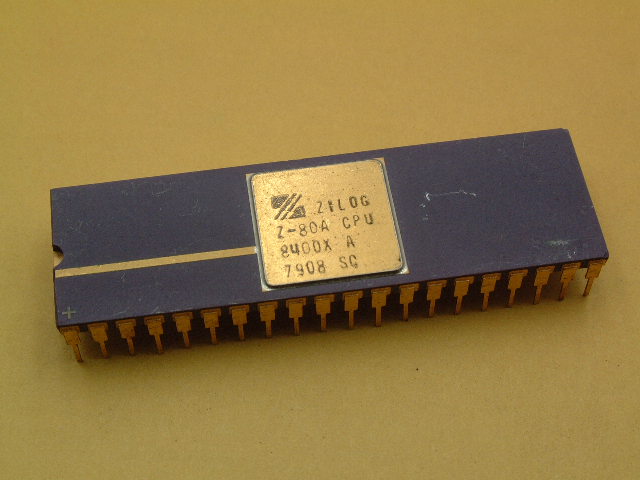 ZILOG
Z-80A CPU
8400X A
7908 SC
+